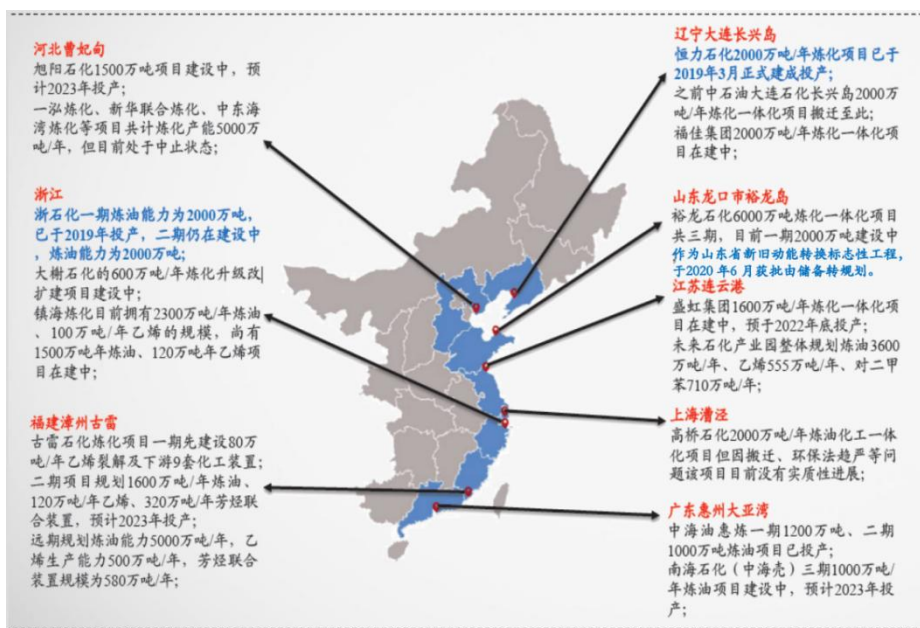 河北曹妃甸
旭阳石化1500万吨项目建设中，预
计2023年投产；
一泓炼化、新华联合炼化、中东海
湾炼化等项目共计炼化产能5000万
吨/年，但目前处于中止状态；
浙江
浙石化一期炼油能力为2000万吨，
已于2019年投产，二期仍在建设中
，炼油能力为2000万吨；
大榭石化的600万吨/年炼化升级改
扩建项目建设中；
镇海炼化目前拥有2300万吨/年炼油
、100万吨/年乙烯的规模，尚有
1500万吨年炼油、120万吨年乙烯项
目在建中；
福建漳州古雷
古雷石化炼化项目一期先建设80万
吨/年乙烯裂解及下游9套化工装置；
二期项目规划1600万吨/年炼油、
120万吨/年乙烯、320万吨/年芳烃联
合装置，预计2023年投产；
远期规划炼油能力5000万吨/年，乙
烯生产能力500万吨/年，芳烃联合
装置规模为580万吨/年；
辽宁大连长兴岛
恒力石化2000万吨/年炼化项目已于
2019年3月正式建成投产；
之前中石油大连石化长兴岛2000万
吨/年炼化一体化项目搬迁至此；
福佳集团2000万吨/年炼化一体化项
目在建中；
山东龙口市裕龙岛
裕龙石化6000万吨炼化一体化项目
共三期，目前一期2000万吨建设中
作为山东省新旧动能转换标志性工程，
于2020 年6 月获批由储备转规划。
江苏连云港
盛虹集团1600万吨/年炼化一体化项
目在建中，预于2022年底投产；
未来石化产业园整体规划炼油3600
万吨/年、乙烯555万吨/年、对二甲
苯710万吨/年；
上海漕泾
高桥石化2000万吨/年炼油化工一体
化项目但因搬迁、环保法趋严等问
题该项目目前没有实质性进展；
广东惠州大亚湾
中海油惠炼一期1200万吨、二期
1000万吨炼油项目已投产；
南海石化（中海壳）三期1000万吨/
年炼油项目建设中，预计2023年投产
；